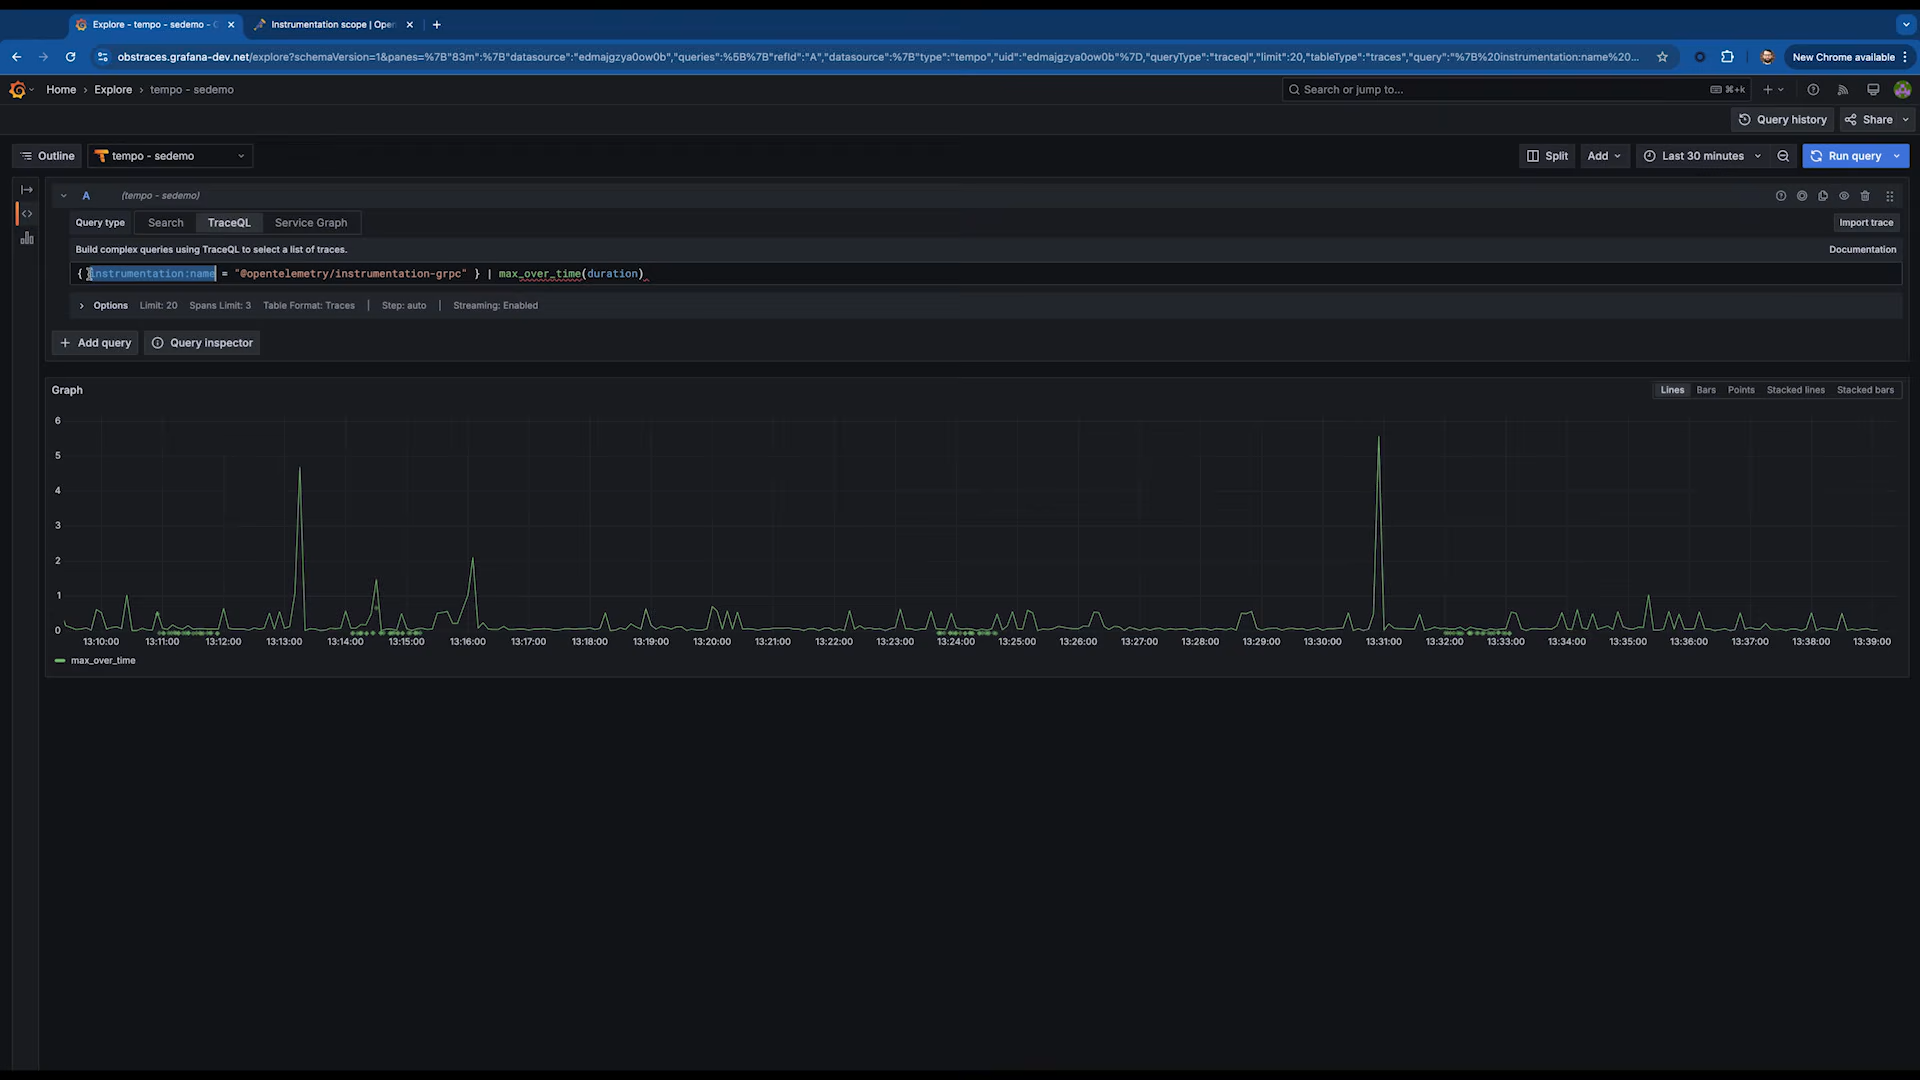 Explore - tempo - sedemo -
Instrumentation scope | Open
obstraces.grafana-dev.net/explore?schemaVersion=1&panes=%7B"83m":%7B"datasource":"edmajgzya0ow0b","queries":%5B%7B"refId":"A","datasource":%7B"type":"tempo","uid":"edmajgzya0ow0b"%7D,"queryType":"traceql","limit":20,"tableType":"traces","query":"%7B%20instrumentation:name%20...
New Chrome available
Home › Explore › tempo - sedemo
Search or jump to...
⌘+k
Query history
Share
Outline
tempo - sedemo
Split
Add
Last 30 minutes
Run query
A
(tempo - sedemo)
Query type
Search
TraceQL
Service Graph
Import trace
Build complex queries using TraceQL to select a list of traces.
Documentation
{ instrumentation:name = "@opentelemetry/instrumentation-grpc" } | max_over_time(duration)
Options
Limit: 20
Spans Limit: 3
Table Format: Traces
|
Step: auto
|
Streaming: Enabled
+ Add query
Query inspector
Graph
Lines
Bars
Points
Stacked lines
Stacked bars
6
5
4
3
2
1
0
13:10:00
13:11:00
13:12:00
13:13:00
13:14:00
13:15:00
13:16:00
13:17:00
13:18:00
13:19:00
13:20:00
13:21:00
13:22:00
13:23:00
13:24:00
13:25:00
13:26:00
13:27:00
13:28:00
13:29:00
13:30:00
13:31:00
13:32:00
13:33:00
13:34:00
13:35:00
13:36:00
13:37:00
13:38:00
13:39:00
max_over_time